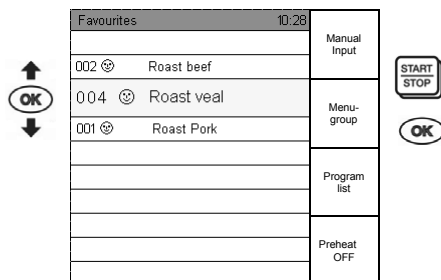 Favourites 10:28
Manual
Input
002 Roast beef
START
STOP
OK
004 Roast veal
Menu-
group
OK
001 Roast Pork
Program
list
Preheat
OFF